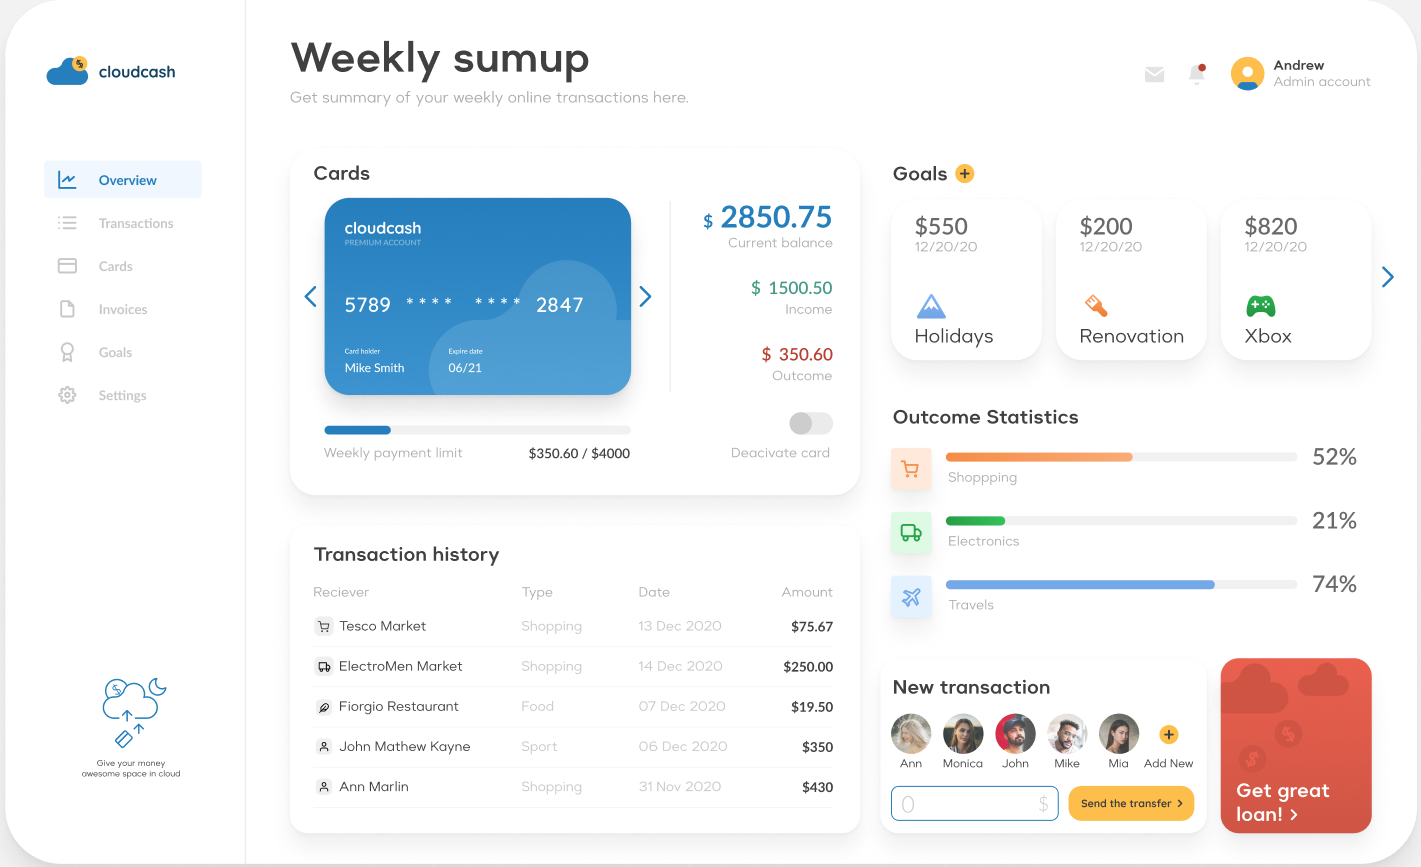 cloudcash
Overview
Transactions
Cards
Invoices
Goals
Settings
Give your money
awesome space in cloud
Weekly sumup
Get summary of your weekly online transactions here.
Andrew
Admin account
Cards
cloudcash
PREMIUM ACCOUNT
5789 **** **** 2847
Card holder
Expire date
Mike Smith
06/21
Weekly payment limit
$350.60 / $4000
$ 2850.75
Current balance
$ 1500.50
Income
$ 350.60
Outcome
Deacivate card
Transaction history
Reciever Type Date Amount
Tesco Market Shopping 13 Dec 2020 $75.67
ElectroMen Market Shopping 14 Dec 2020 $250.00
Fiorgio Restaurant Food 07 Dec 2020 $19.50
John Mathew Kayne Sport 06 Dec 2020 $350
Ann Marlin Shopping 31 Nov 2020 $430
Goals
$550
12/20/20
Holidays
$200
12/20/20
Renovation
$820
12/20/20
Xbox
Outcome Statistics
Shoppping
52%
Electronics
21%
Travels
74%
New transaction
Ann Monica John Mike Mia Add New
0 $
Send the transfer >
Get great
loan! >